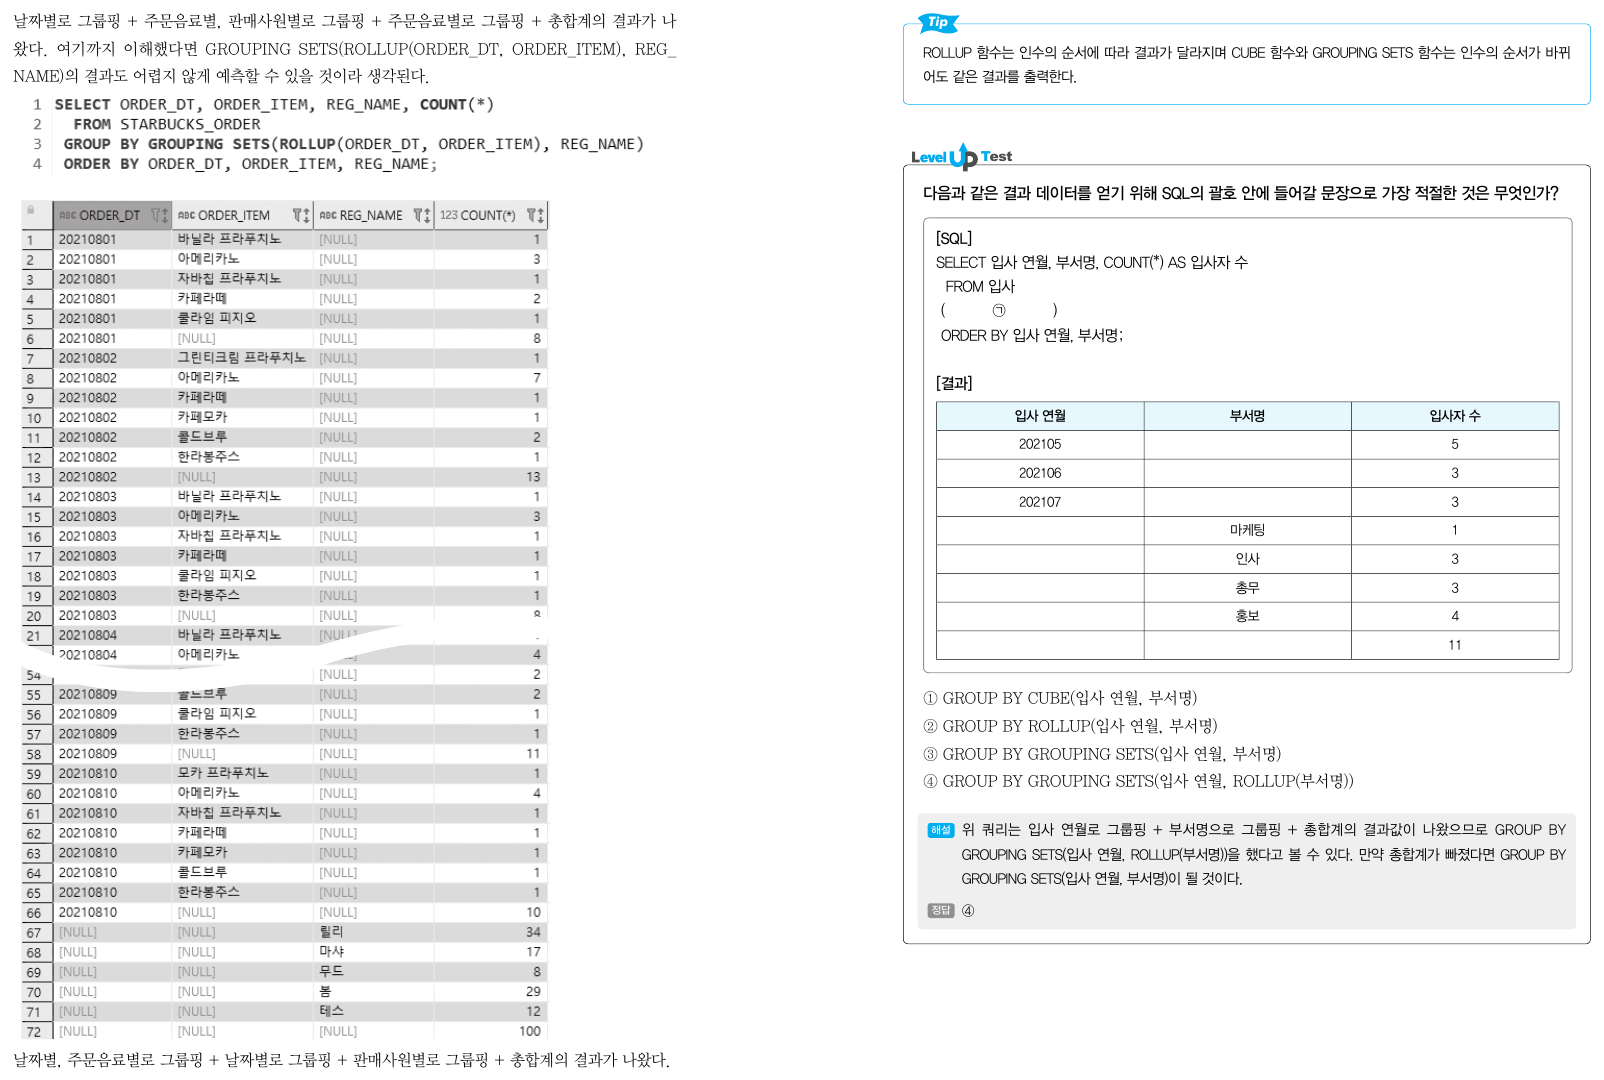 날짜별로 그룹핑 + 주문음료별, 판매사원별로 그룹핑 + 주문음료별로 그룹핑 + 총합계의 결과가 나
왔다. 여기까지 이해했다면 GROUPING SETS(ROLLUP(ORDER_DT, ORDER_ITEM), REG_
NAME)의 결과도 어렵지 않게 예측할 수 있을 것이라 생각된다.
1 SELECT ORDER_DT, ORDER_ITEM, REG_NAME, COUNT(*)
2 FROM STARBUCKS_ORDER
3 GROUP BY GROUPING SETS(ROLLUP(ORDER_DT, ORDER_ITEM), REG_NAME)
4 ORDER BY ORDER_DT, ORDER_ITEM, REG_NAME;
ABC ORDER_DT ABC ORDER_ITEM ABC REG_NAME 123 COUNT(*)
1 20210801 바닐라 프라푸치노 [NULL] 1
2 20210801 아메리카노 [NULL] 3
3 20210801 자바칩 프라푸치노 [NULL] 1
4 20210801 카페라떼 [NULL] 2
5 20210801 쿨라임 피지오 [NULL] 1
6 20210801 [NULL] [NULL] 8
7 20210802 그린티크림 프라푸치노 [NULL] 1
8 20210802 아메리카노 [NULL] 7
9 20210802 카페라떼 [NULL] 1
10 20210802 카페모카 [NULL] 1
11 20210802 콜드브루 [NULL] 2
12 20210802 한라봉주스 [NULL] 1
13 20210802 [NULL] [NULL] 13
14 20210803 바닐라 프라푸치노 [NULL] 1
15 20210803 아메리카노 [NULL] 3
16 20210803 자바칩 프라푸치노 [NULL] 1
17 20210803 카페라떼 [NULL] 1
18 20210803 쿨라임 피지오 [NULL] 1
19 20210803 한라봉주스 [NULL] 1
20 20210803 [NULL] [NULL] 8
21 20210804 바닐라 프라푸치노 [NULL]
20210804 아메리카노 4
54 [NULL] 2
55 20210809 콜드브루 [NULL] 2
56 20210809 쿨라임 피지오 [NULL] 1
57 20210809 한라봉주스 [NULL] 1
58 20210809 [NULL] [NULL] 11
59 20210810 모카 프라푸치노 [NULL] 1
60 20210810 아메리카노 [NULL] 4
61 20210810 자바칩 프라푸치노 [NULL] 1
62 20210810 카페라떼 [NULL] 1
63 20210810 카페모카 [NULL] 1
64 20210810 콜드브루 [NULL] 1
65 20210810 한라봉주스 [NULL] 1
66 20210810 [NULL] [NULL] 10
67 [NULL] [NULL] 릴리 34
68 [NULL] [NULL] 마샤 17
69 [NULL] [NULL] 무드 8
70 [NULL] [NULL] 봄 29
71 [NULL] [NULL] 테스 12
72 [NULL] [NULL] [NULL] 100
날짜별, 주문음료별로 그룹핑 + 날짜별로 그룹핑 + 판매사원별로 그룹핑 + 총합계의 결과가 나왔다.
Tip
ROLLUP 함수는 인수의 순서에 따라 결과가 달라지며 CUBE 함수와 GROUPING SETS 함수는 인수의 순서가 바뀌
어도 같은 결과를 출력한다.
Level Up Test
다음과 같은 결과 데이터를 얻기 위해 SQL의 괄호 안에 들어갈 문장으로 가장 적절한 것은 무엇인가?
[SQL]
SELECT 입사 연월, 부서명, COUNT(*) AS 입사자 수
FROM 입사
( ㉠ )
ORDER BY 입사 연월, 부서명;
[결과]
입사 연월 부서명 입사자 수
202105 5
202106 3
202107 3
마케팅 1
인사 3
총무 3
홍보 4
11
① GROUP BY CUBE(입사 연월, 부서명)
② GROUP BY ROLLUP(입사 연월, 부서명)
③ GROUP BY GROUPING SETS(입사 연월, 부서명)
④ GROUP BY GROUPING SETS(입사 연월, ROLLUP(부서명))
해설 위 쿼리는 입사 연월로 그룹핑 + 부서명으로 그룹핑 + 총합계의 결과값이 나왔으므로 GROUP BY
GROUPING SETS(입사 연월, ROLLUP(부서명))을 했다고 볼 수 있다. 만약 총합계가 빠졌다면 GROUP BY
GROUPING SETS(입사 연월, 부서명)이 될 것이다.
정답 ④